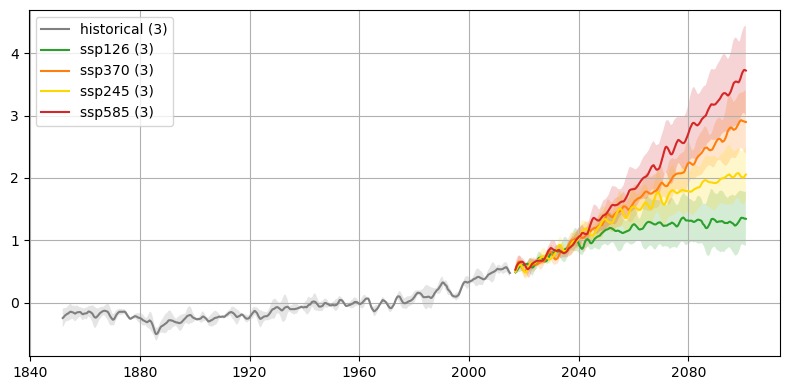 historical (3)
ssp126 (3)
ssp370 (3)
ssp245 (3)
ssp585 (3)
4
3
2
1
0
1840 1880 1920 1960 2000 2040 2080